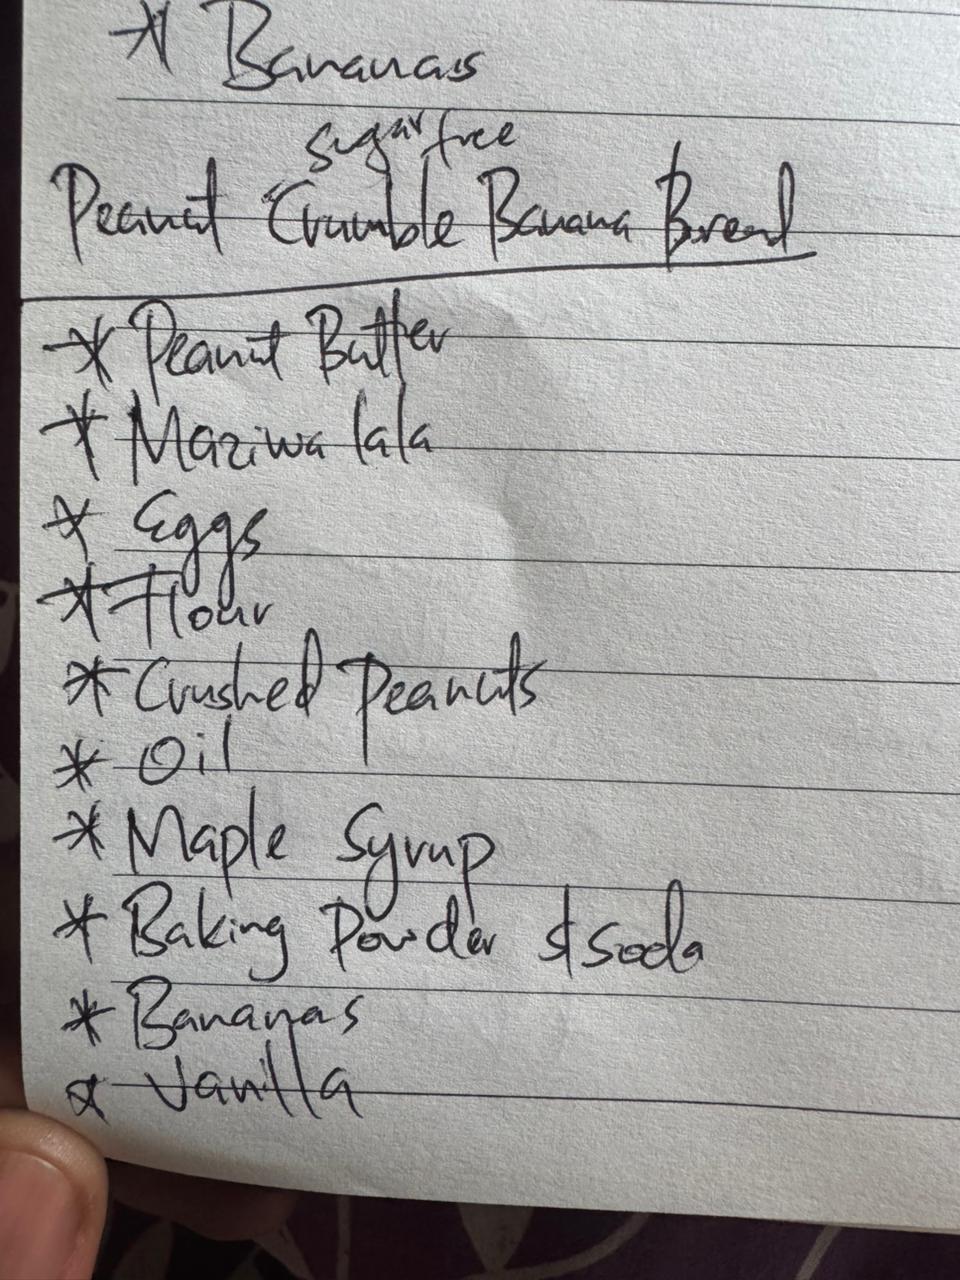 * Bananas
sugar free
Peanut Crumble Banana Bread
* Peanut Butter
* Maziwa lala
* Eggs
* Flour
* Crushed Peanuts
* Oil
* Maple Syrup
* Baking Powder & Soda
* Bananas
* Vanilla